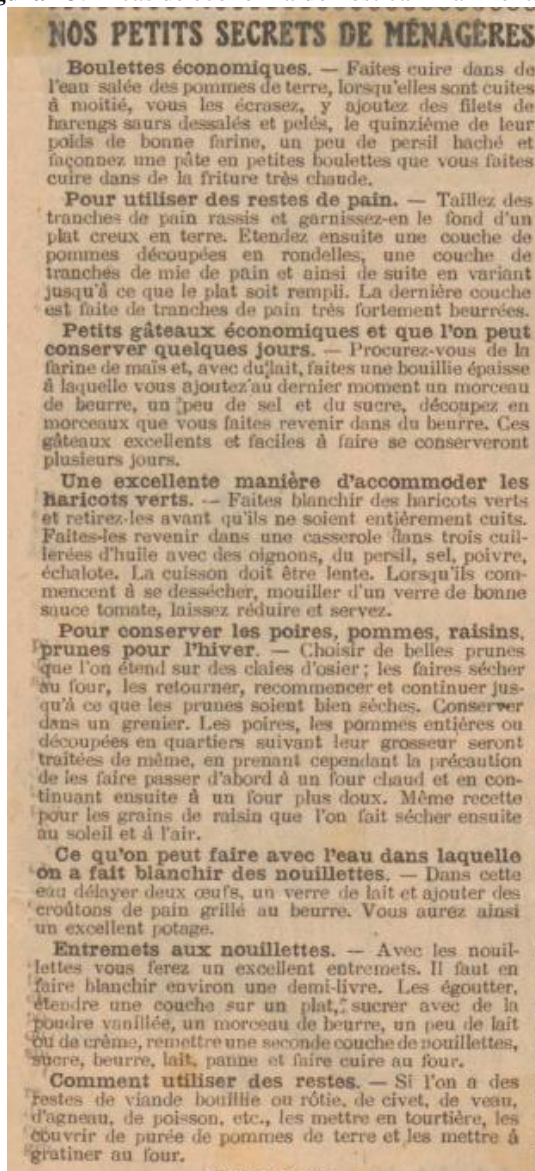 NOS PETITS SECRETS DE MÉNAGÈRES
Boulettes économiques. — Faites cuire dans de
l'eau salée des pommes de terre, lorsqu'elles sont cuites
à moitié, vous les écrasez, y ajoutez des filets de
harengs saurs dessalés et pelés, le quinzième de leur
poids de bonne farine, un peu de persil haché et
façonnez une pâte en petites boulettes que vous faites
cuire dans de la friture très chaude.
Pour utiliser des restes de pain. — Taillez des
tranches de pain rassis et garnissez-en le fond d'un
plat creux en terre. Etendez ensuite une couche de
pommes découpées en rondelles, une couche de
tranches de mie de pain et ainsi de suite en variant
jusqu'à ce que le plat soit rempli. La dernière couche
est faite de tranches de pain très fortement beurrées.
Petits gâteaux économiques et que l'on peut
conserver quelques jours. — Procurez-vous de la
farine de maïs et, avec du lait, faites une bouillie épaisse
à laquelle vous ajoutez au dernier moment un morceau
de beurre, un peu de sel et du sucre, découpez en
morceaux que vous faites revenir dans du beurre. Ces
gâteaux excellents et faciles à faire se conserveront
plusieurs jours.
Une excellente manière d'accommoder les
haricots verts. — Faites blanchir des haricots verts
et retirez-les avant qu'ils ne soient entièrement cuits.
Faites-les revenir dans une casserole dans trois cuil-
lerées d'huile avec des oignons, du persil, sel, poivre,
échalote. La cuisson doit être lente. Lorsqu'ils com-
mencent à se dessécher, mouiller d'un verre de bonne
sauce tomate, laissez réduire et servez.
Pour conserver les poires, pommes, raisins,
prunes pour l'hiver. — Choisir de belles prunes
que l'on étend sur des claies d'osier ; les faires sécher
au four, les retourner, recommencer et continuer jus-
qu'à ce que les prunes soient bien sèches. Conserver
dans un grenier. Les poires, les pommes entières ou
découpées en quartiers suivant leur grosseur seront
traitées de même, en prenant cependant la précaution
de les faire passer d'abord à un four chaud et en con-
tinuant ensuite à un four plus doux. Même recette
pour les grains de raisin que l'on fait sécher ensuite
au soleil et à l'air.
Ce qu'on peut faire avec l'eau dans laquelle
on a fait blanchir des nouillettes. — Dans cette
eau délayer deux œufs, un verre de lait et ajouter des
croûtons de pain grillé au beurre. Vous aurez ainsi
un excellent potage.
Entremets aux nouillettes. — Avec les nouil-
lettes vous ferez un excellent entremets. Il faut en
faire blanchir environ une demi-livre. Les égoutter,
étendre une couche sur un plat, sucrer avec de la
poudre vanillée, un morceau de beurre, un peu de lait
ou de crème, remettre une seconde couche de nouillettes,
sucre, beurre, lait, panne et faire cuire au four.
Comment utiliser des restes. — Si l'on a des
restes de viande bouillie ou rôtie, de civet, de veau,
d'agneau, de poisson, etc., les mettre en tourtière, les
couvrir de purée de pommes de terre et les mettre à
gratiner au four.